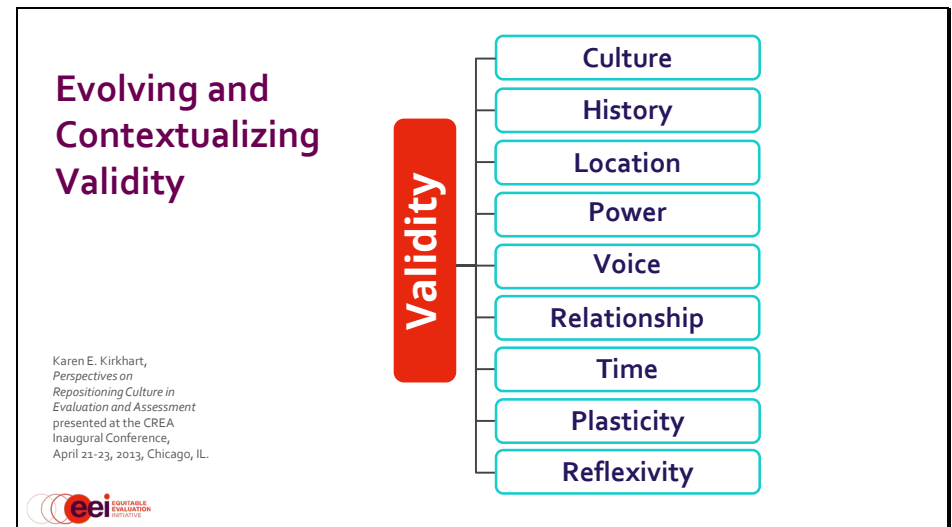 Evolving and
Contextualizing
Validity
Karen E. Kirkhart,
Perspectives on
Repositioning Culture in
Evaluation and Assessment
presented at the CREA
Inaugural Conference,
April 21-23, 2013, Chicago, IL.
eei EQUITABLE
EVALUATION
INITIATIVE
Validity
Culture
History
Location
Power
Voice
Relationship
Time
Plasticity
Reflexivity